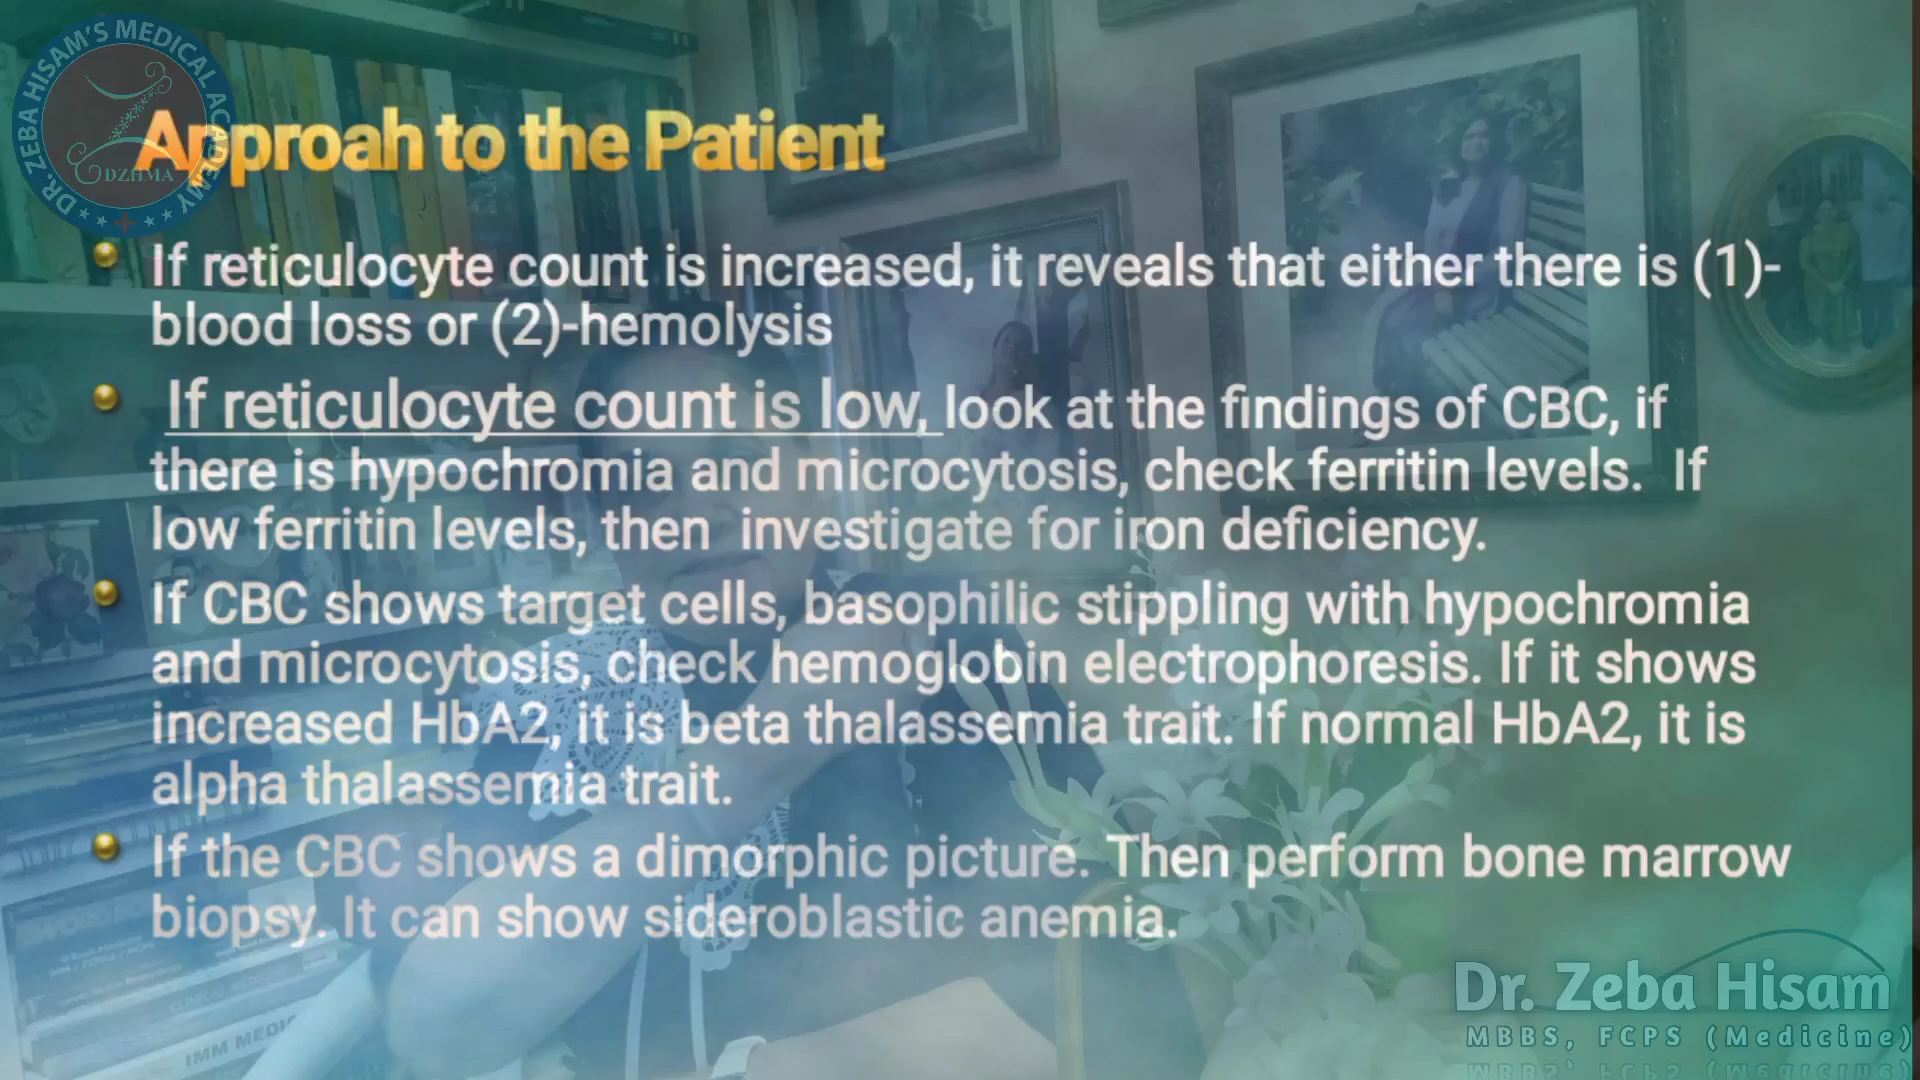 DR. ZEBA HISAM'S MEDICAL ACADEMY
DZHMA
Approah to the Patient
If reticulocyte count is increased, it reveals that either there is (1)-
blood loss or (2)-hemolysis
If reticulocyte count is low, look at the findings of CBC, if
there is hypochromia and microcytosis, check ferritin levels. If
low ferritin levels, then investigate for iron deficiency.
If CBC shows target cells, basophilic stippling with hypochromia
and microcytosis, check hemoglobin electrophoresis. If it shows
increased HbA2, it is beta thalassemia trait. If normal HbA2, it is
alpha thalassemia trait.
If the CBC shows a dimorphic picture. Then perform bone marrow
biopsy. It can show sideroblastic anemia.
IMM MEDIC
Dr. Zeba Hisam
MBBS, FCPS (Medicine)